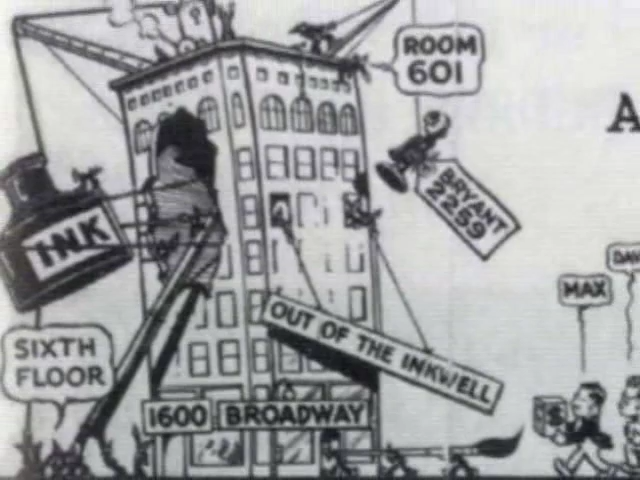 ?
ROOM
601
A
BRYANT
2259
INK
OUT OF THE INKWELL
MAX
SIXTH
FLOOR
1600 BROADWAY